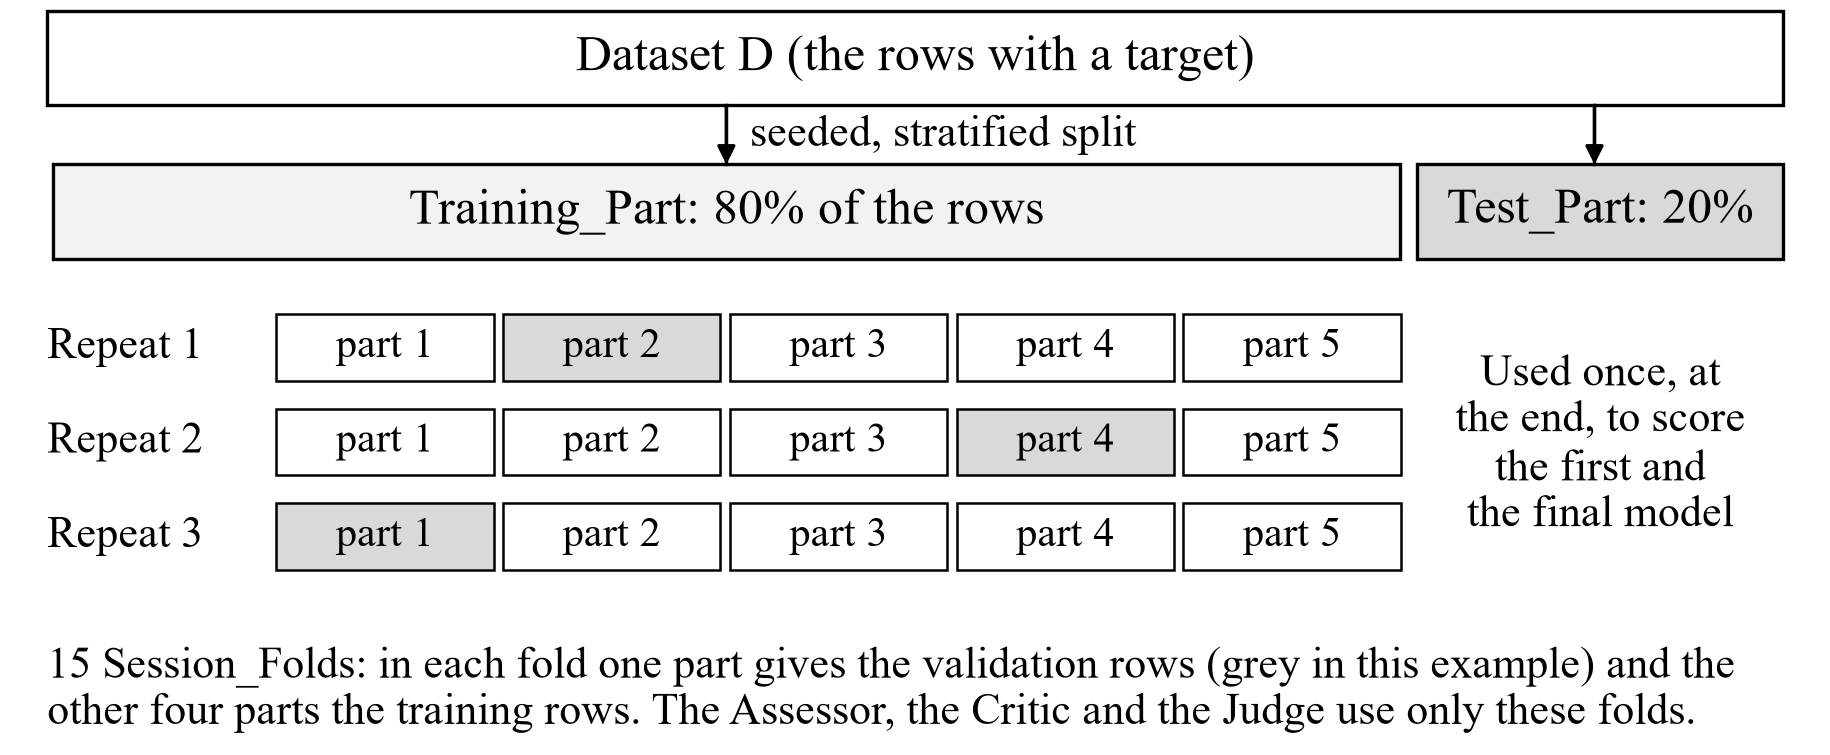 Dataset D (the rows with a target)
seeded, stratified split
Training_Part: 80% of the rows
Test_Part: 20%
Repeat 1
part 1
part 2
part 3
part 4
part 5
Repeat 2
part 1
part 2
part 3
part 4
part 5
Repeat 3
part 1
part 2
part 3
part 4
part 5
Used once, at
the end, to score
the first and
the final model
15 Session_Folds: in each fold one part gives the validation rows (grey in this example) and the
other four parts the training rows. The Assessor, the Critic and the Judge use only these folds.